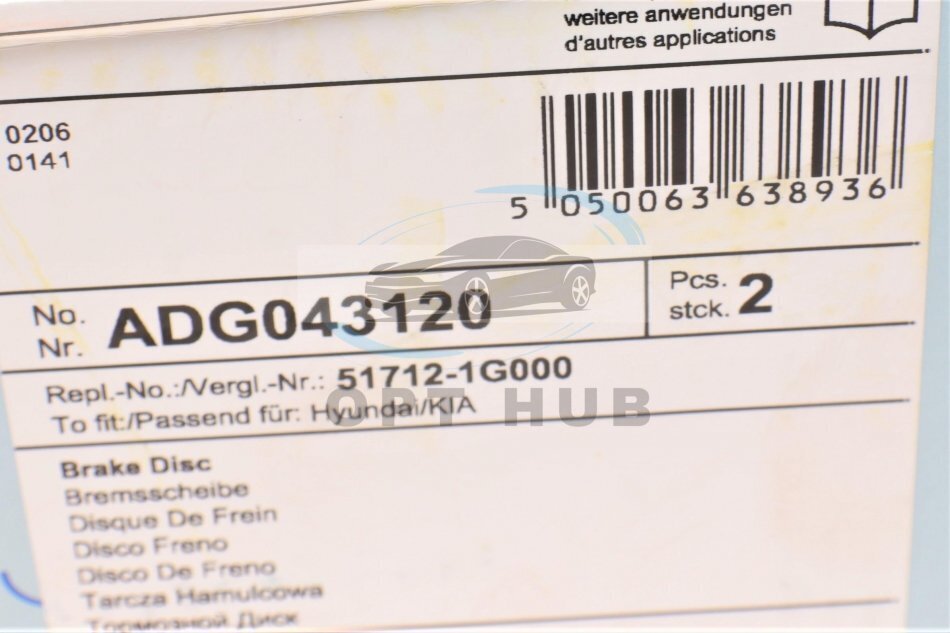 weitere anwendungen
d'autres applications
0206
0141
5 050063 638936
No.
Nr. ADG043120
Pcs.
stck. 2
Repl.-No.:/Vergl.-Nr.: 51712-1G000
To fit:/Passend für: Hyundai/KIA
OPT HUB
Brake Disc
Bremsscheibe
Disque De Frein
Disco Freno
Disco De Freno
Tarcza Hamulcowa
Тормозной Диск